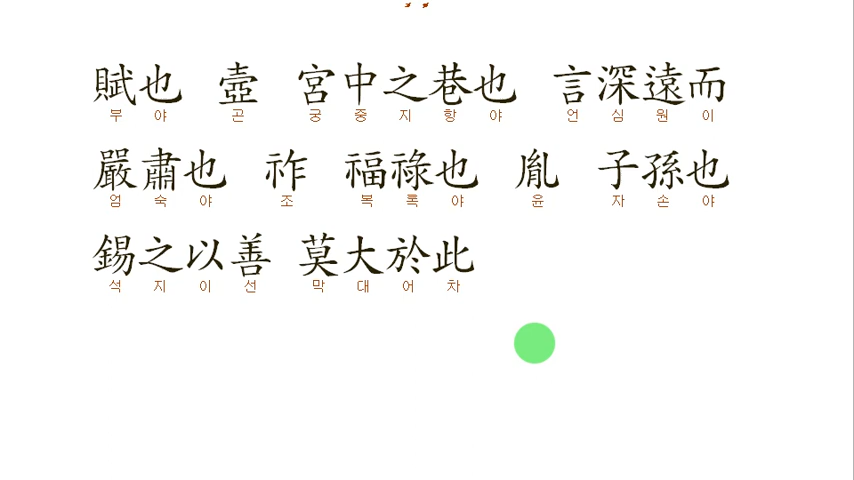 賦也 壼 宮中之巷也 言深遠而
부 야 곤 궁 중 지 항 야 언 심 원 이
嚴肅也 祚 福祿也 胤 子孫也
엄 숙 야 조 복 록 야 윤 자 손 야
錫之以善 莫大於此
석 지 이 선 막 대 어 차